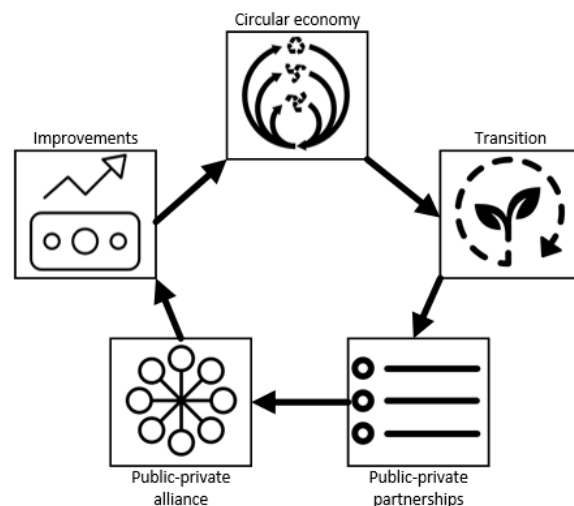 Circular economy
Improvements
Transition
Public-private
alliance
Public-private
partnerships